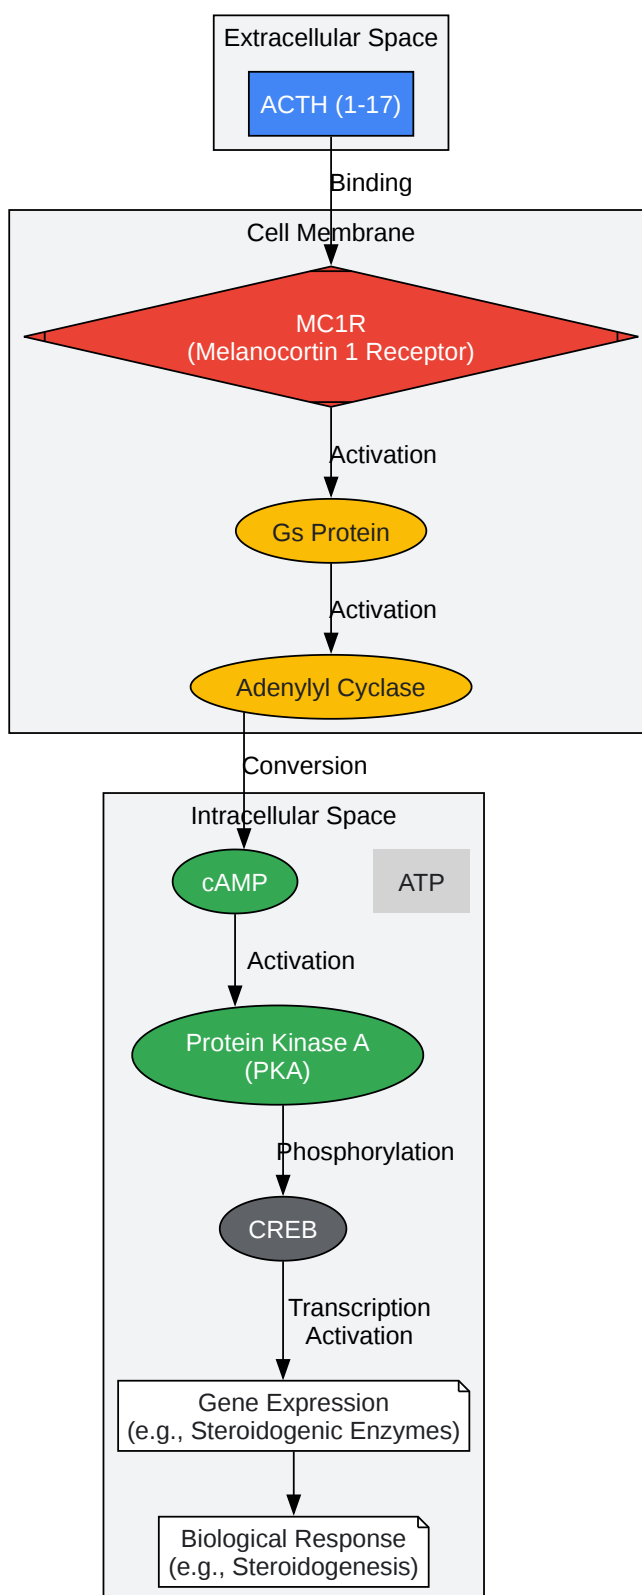 Extracellular Space
ACTH (1-17)
Binding
Cell Membrane
MC1R
(Melanocortin 1 Receptor)
Activation
Gs Protein
Activation
Adenylyl Cyclase
Conversion
Intracellular Space
cAMP
ATP
Activation
Protein Kinase A
(PKA)
Phosphorylation
CREB
Transcription
Activation
Gene Expression
(e.g., Steroidogenic Enzymes)
Biological Response
(e.g., Steroidogenesis)